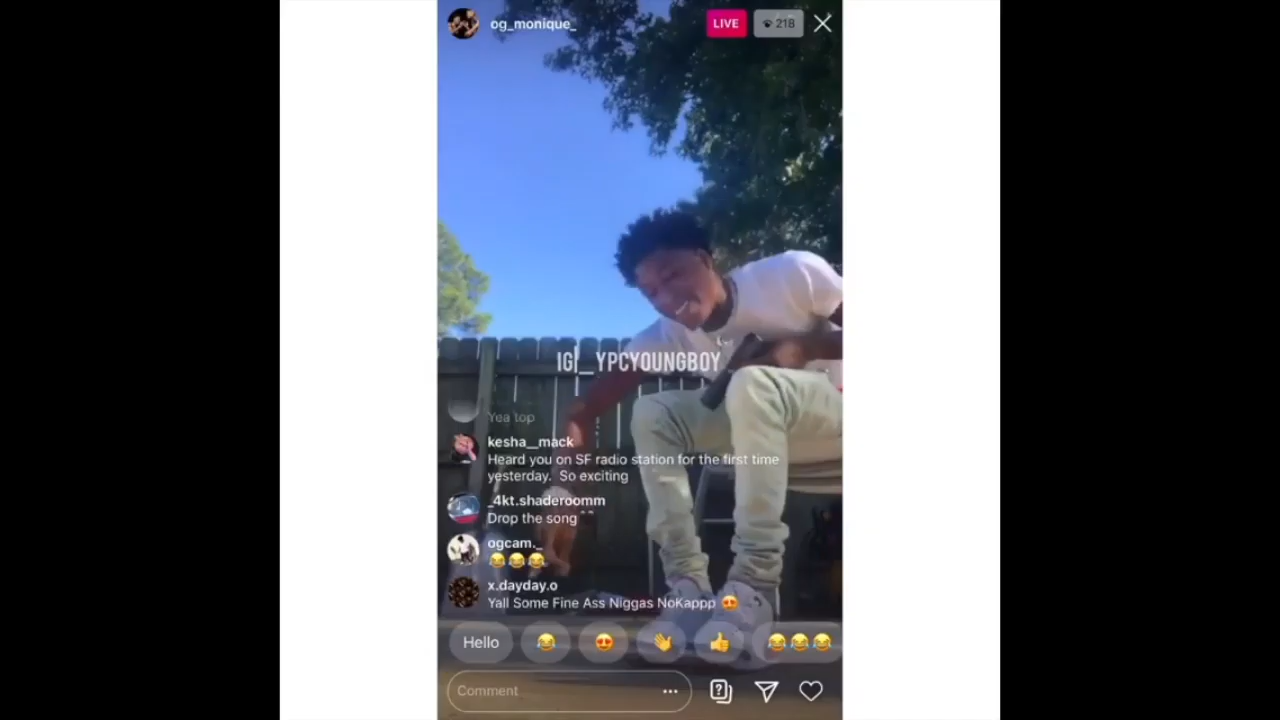 og_monique_
LIVE
218
IG|_YPCYOUNGBOY
Yea top
kesha__mack
Heard you on SF radio station for the first time
yesterday. So exciting
_4kt.shaderoomm
Drop the song^^
ogcam._
😂😂😂
x.dayday.o
Yall Some Fine Ass Niggas NoKappp 😍
Hello 😂 😍 👋 👍 😂😂😂
Comment ...